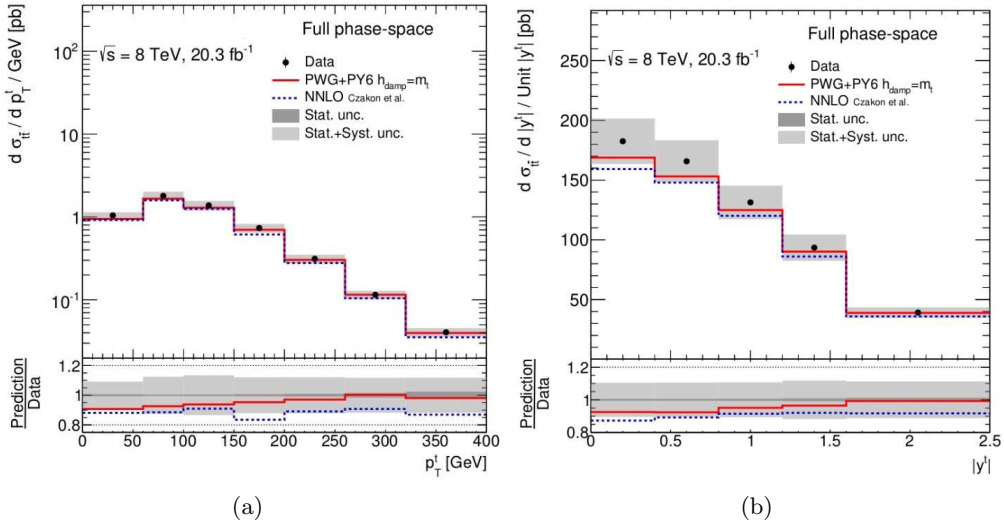 Full phase-space
√s = 8 TeV, 20.3 fb⁻¹
Data
PWG+PY6 h_damp=m_t
NNLO Czakon et al.
Stat. unc.
Stat.+Syst. unc.
d σ_tt̄ / d p_T^t / GeV [pb]
10²
10
1
10⁻¹
Prediction
Data
1.2
1
0.8
0 50 100 150 200 250 300 350 400
p_T^t [GeV]
(a)
Full phase-space
√s = 8 TeV, 20.3 fb⁻¹
Data
PWG+PY6 h_damp=m_t
NNLO Czakon et al.
Stat. unc.
Stat.+Syst. unc.
d σ_tt̄ / d |y^t| / Unit |y^t| [pb]
250
200
150
100
50
Prediction
Data
1.2
1
0.8
0 0.5 1 1.5 2 2.5
|y^t|
(b)